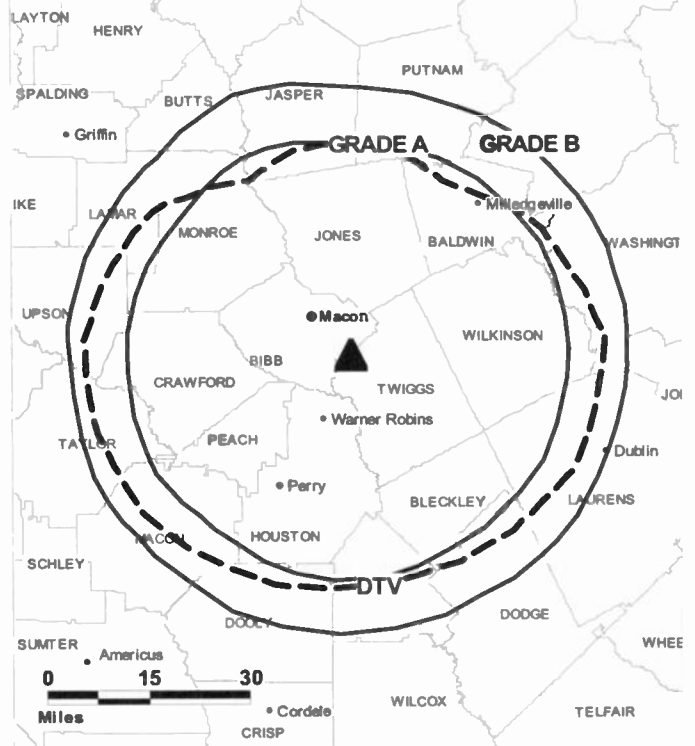 LAYTON
HENRY
PUTNAM
SPALDING
BUTTS
JASPER
Griffin
GRADE A
GRADE B
IKE
LAMAR
Milledgeville
MONROE
JONES
BALDWIN
WASHINGT
UPSON
Macon
WILKINSON
BIBB
CRAWFORD
TWIGGS
JO
Warner Robins
TAYLOR
PEACH
Dublin
Perry
BLECKLEY
LAURENS
MACON
HOUSTON
SCHLEY
DTV
DOOLY
DODGE
SUMTER
Americus
WHEE
0 15 30
Miles
Cordele
WILCOX
TELFAIR
CRISP